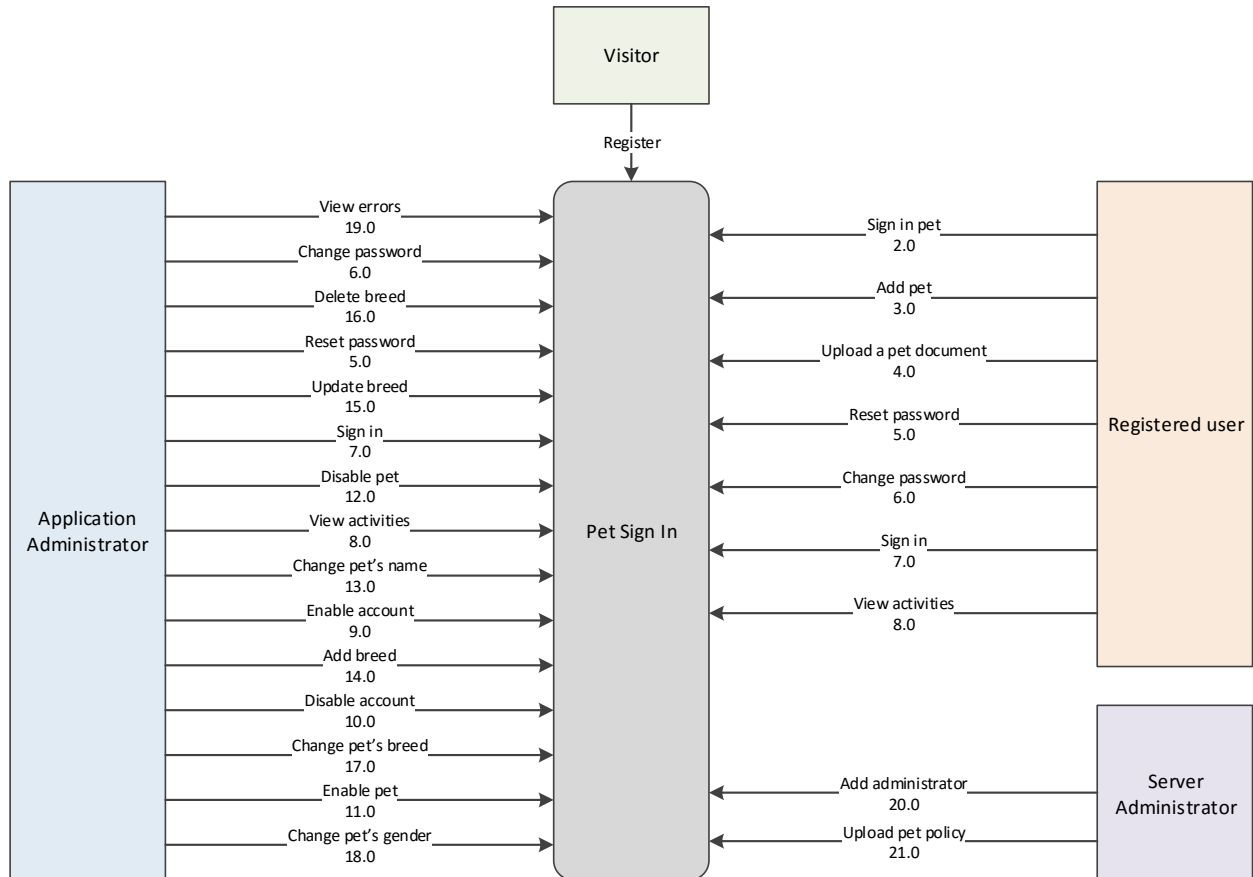 Visitor
Register
Application
Administrator
View errors
19.0
Change password
6.0
Delete breed
16.0
Reset password
5.0
Update breed
15.0
Sign in
7.0
Disable pet
12.0
View activities
8.0
Change pet’s name
13.0
Enable account
9.0
Add breed
14.0
Disable account
10.0
Change pet’s breed
17.0
Enable pet
11.0
Change pet’s gender
18.0
Pet Sign In
Sign in pet
2.0
Add pet
3.0
Upload a pet document
4.0
Reset password
5.0
Change password
6.0
Sign in
7.0
View activities
8.0
Registered user
Add administrator
20.0
Upload pet policy
21.0
Server
Administrator